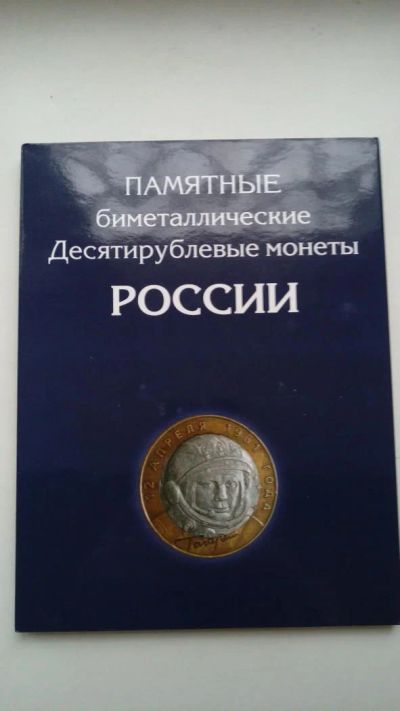 ПАМЯТНЫЕ
биметаллические
Десятирублевые монеты
РОССИИ
12 АПРЕЛЯ 1961 ГОДА